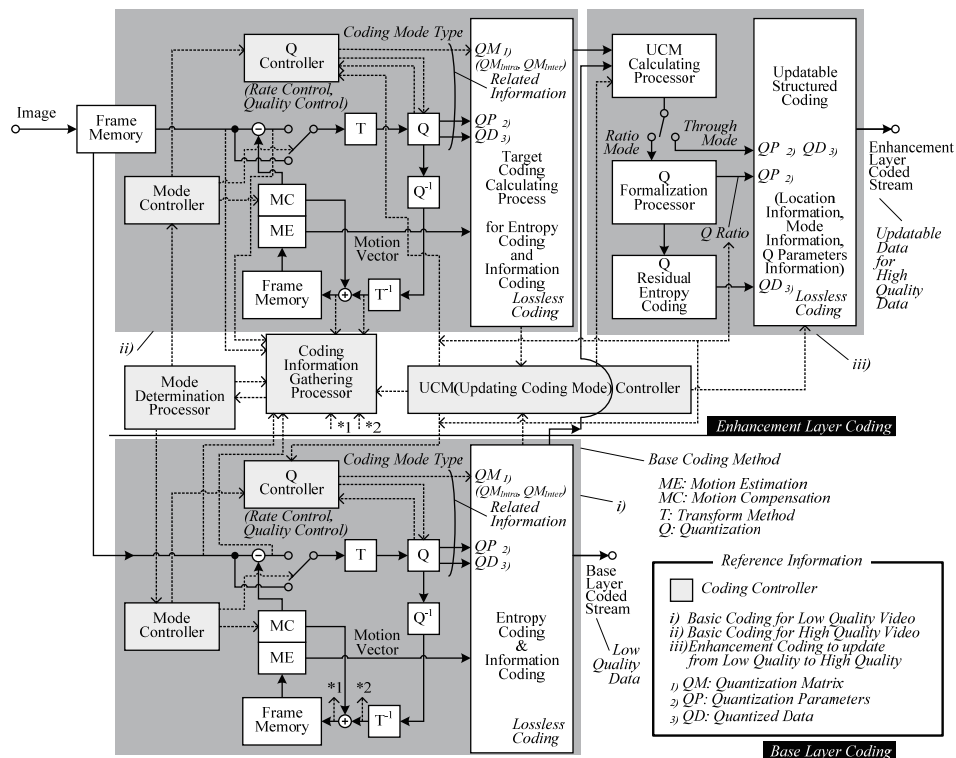 Image
Frame
Memory
Q
Controller
(Rate Control,
Quality Control)
Coding Mode Type
QM 1)
(QMIntra, QMInter)
Related
Information
T
Q
QP 2)
QD 3)
Q-1
Mode
Controller
MC
ME
Motion
Vector
Frame
Memory
T-1
Target
Coding
Calculating
Process
for Entropy
Coding
and
Information
Coding
Lossless
Coding
UCM
Calculating
Processor
Ratio
Mode
Through
Mode
Q
Formalization
Processor
Q Ratio
Q
Residual
Entropy
Coding
Updatable
Structured
Coding
QP 2) QD 3)
QP 2)
(Location
Information,
Mode
Information,
Q Parameters
Information)
QD 3)
Lossless
Coding
Enhancement
Layer
Coded
Stream
Updatable
Data
for
High
Quality
Data
ii)
iii)
Mode
Determination
Processor
Coding
Information
Gathering
Processor
*1 *2
UCM(Updating Coding Mode) Controller
Enhancement Layer Coding
Q
Controller
(Rate Control,
Quality Control)
Coding Mode Type
QM 1)
(QMIntra, QMInter)
Related
Information
T
Q
QP 2)
QD 3)
Q-1
Mode
Controller
MC
ME
Motion
Vector
*1 *2
Frame
Memory
T-1
Entropy
Coding
&
Information
Coding
Lossless
Coding
Base Coding Method
i)
Base
Layer
Coded
Stream
Low
Quality
Data
ME: Motion Estimation
MC: Motion Compensation
T: Transform Method
Q: Quantization
Reference Information
Coding Controller
i) Basic Coding for Low Quality Video
ii) Basic Coding for High Quality Video
iii)Enhancement Coding to update
from Low Quality to High Quality
1) QM: Quantization Matrix
2) QP: Quantization Parameters
3) QD: Quantized Data
Base Layer Coding